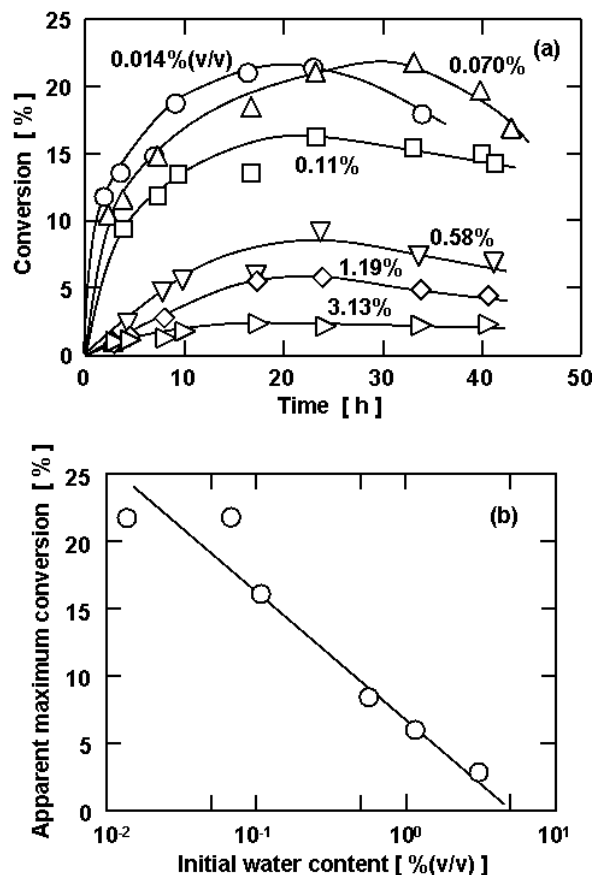 (a)
0.014%(v/v)
0.070%
0.11%
0.58%
1.19%
3.13%
25
20
15
10
5
0
Conversion [ % ]
0 10 20 30 40 50
Time [ h ]
(b)
25
20
15
10
5
0
Apparent maximum conversion [ % ]
10-2 10-1 100 101
Initial water content [ %(v/v) ]